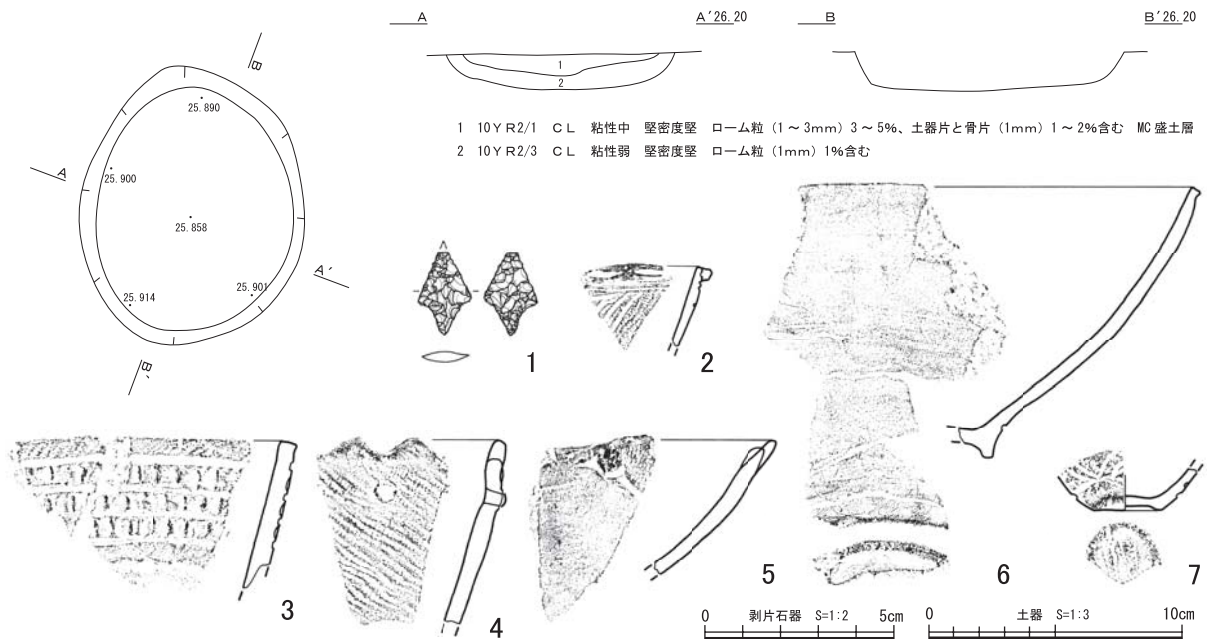 A A′26.20 B B′26.20
B
25.890
1
2
1 10YR2/1 CL 粘性中 堅密度堅 ローム粒（1～3mm）3～5%、土器片と骨片（1mm）1～2%含む MC盛土層
2 10YR2/3 CL 粘性弱 堅密度堅 ローム粒（1mm）1%含む
A
25.900
25.858
A′
25.914
25.901
B′
1
2
3
4
5
6
7
0 剥片石器 S=1:2 5cm
0 土器 S=1:3 10cm